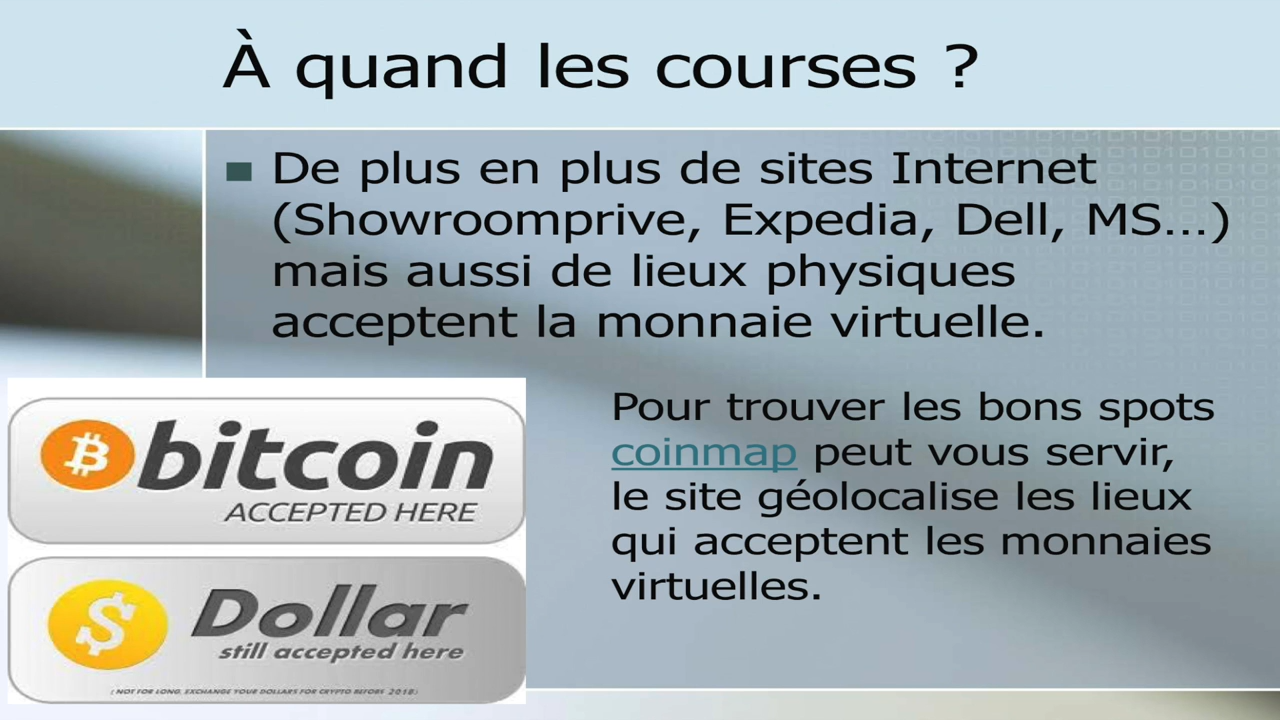 À quand les courses ?
De plus en plus de sites Internet
(Showroomprive, Expedia, Dell, MS…)
mais aussi de lieux physiques
acceptent la monnaie virtuelle.
Pour trouver les bons spots
coinmap peut vous servir,
le site géolocalise les lieux
qui acceptent les monnaies
virtuelles.
bitcoin
ACCEPTED HERE
$ Dollar
still accepted here
( NOT FOR LONG, EXCHANGE YOUR DOLLARS FOR CRYPTO BEFORE 2018)